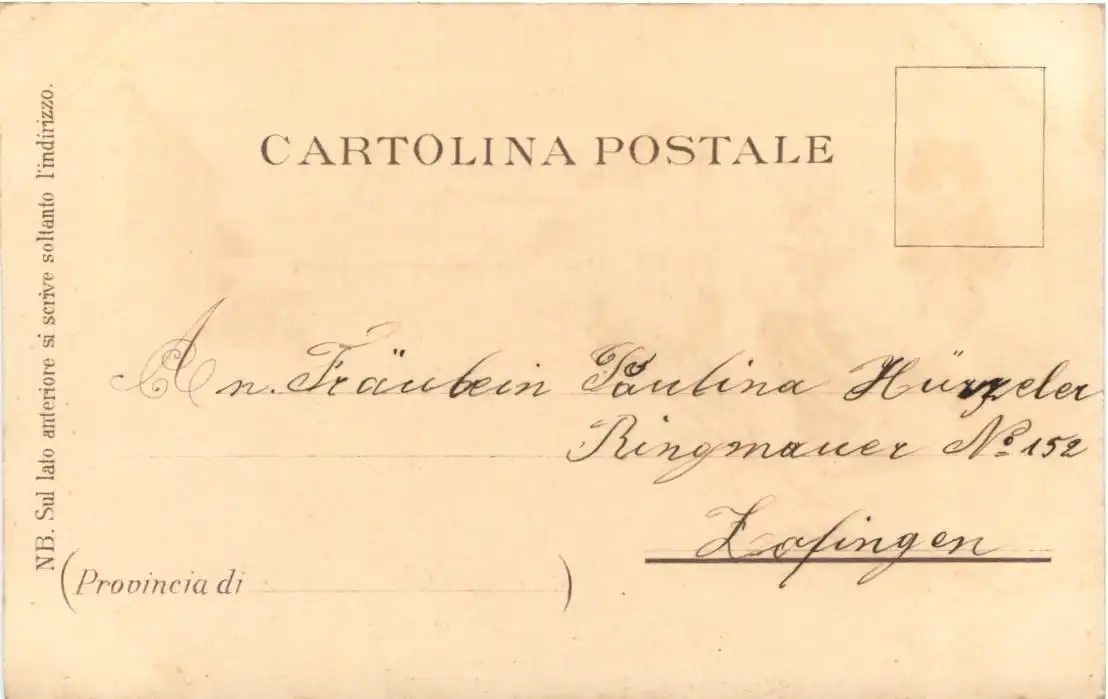 CARTOLINA POSTALE
NB. Sul lato anteriore si scrive soltanto l'indirizzo.
An. Fräulein Paulina Hürzeler
Ringmauer No. 152
Zofingen
(Provincia di )